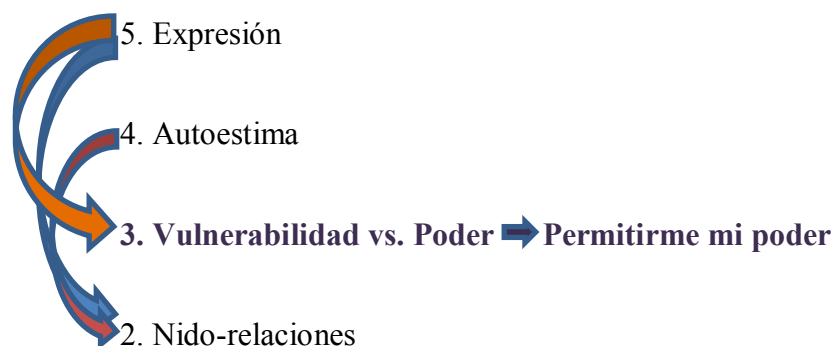 5. Expresión
4. Autoestima
3. Vulnerabilidad vs. Poder Permitirme mi poder
2. Nido-relaciones